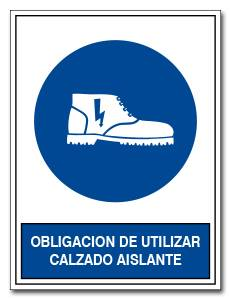 OBLIGACION DE UTILIZAR
CALZADO AISLANTE